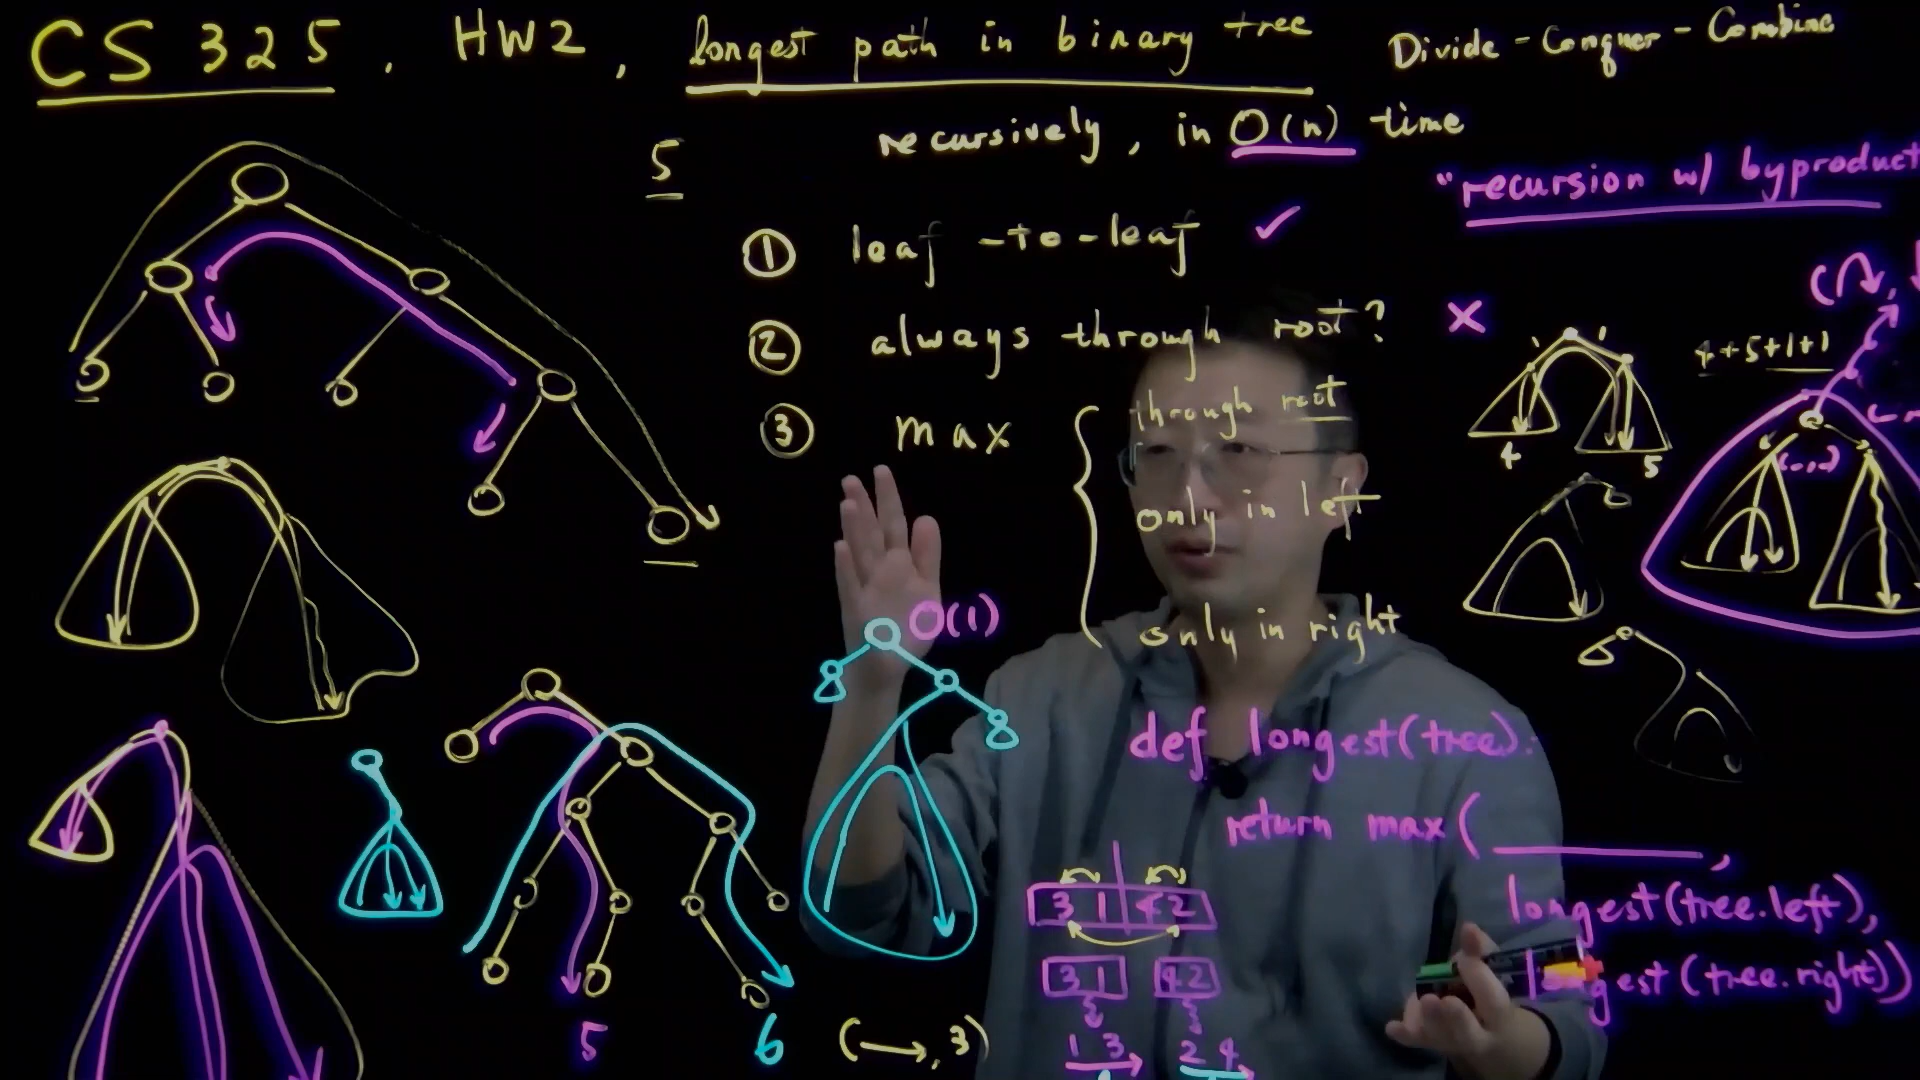 CS 325, HW2, longest path in binary tree
Divide-Conquer-Combine
recursively, in O(n) time
"recursion w/ byproduct
5
① leaf-to-leaf ✓
② always through root? ✗
③ max { through root
only in left
only in right
4+5+1+1
4 5
O(1)
def longest(tree):
return max( ________,
longest(tree.left),
longest(tree.right))
3 1 4 2
3 1 4 2
1 3 2 4
5
6
(→, 3)